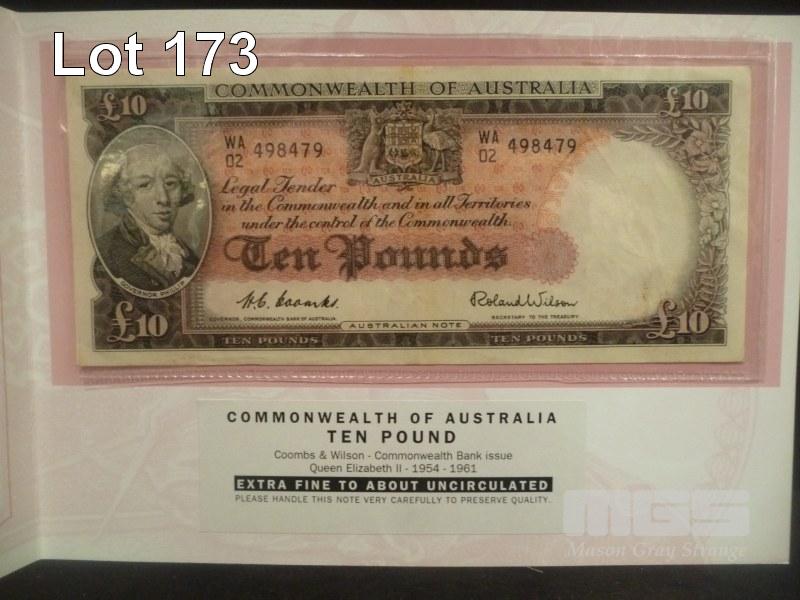 Lot 173
COMMONWEALTH OF AUSTRALIA
£10 £10
WA 02 498479 WA 02 498479
AUSTRALIA
Legal Tender
in the Commonwealth and in all Territories
under the control of the Commonwealth.
Ten Pounds
GOVERNOR PHILLIP
H.C. Coombs. Roland Wilson
GOVERNOR, COMMONWEALTH BANK OF AUSTRALIA. SECRETARY TO THE TREASURY
£10 £10
AUSTRALIAN NOTE
TEN POUNDS TEN POUNDS
COMMONWEALTH OF AUSTRALIA
TEN POUND
Coombs & Wilson - Commonwealth Bank issue
Queen Elizabeth II - 1954 - 1961
EXTRA FINE TO ABOUT UNCIRCULATED
PLEASE HANDLE THIS NOTE VERY CAREFULLY TO PRESERVE QUALITY.
MGS
Mason Gray Strange